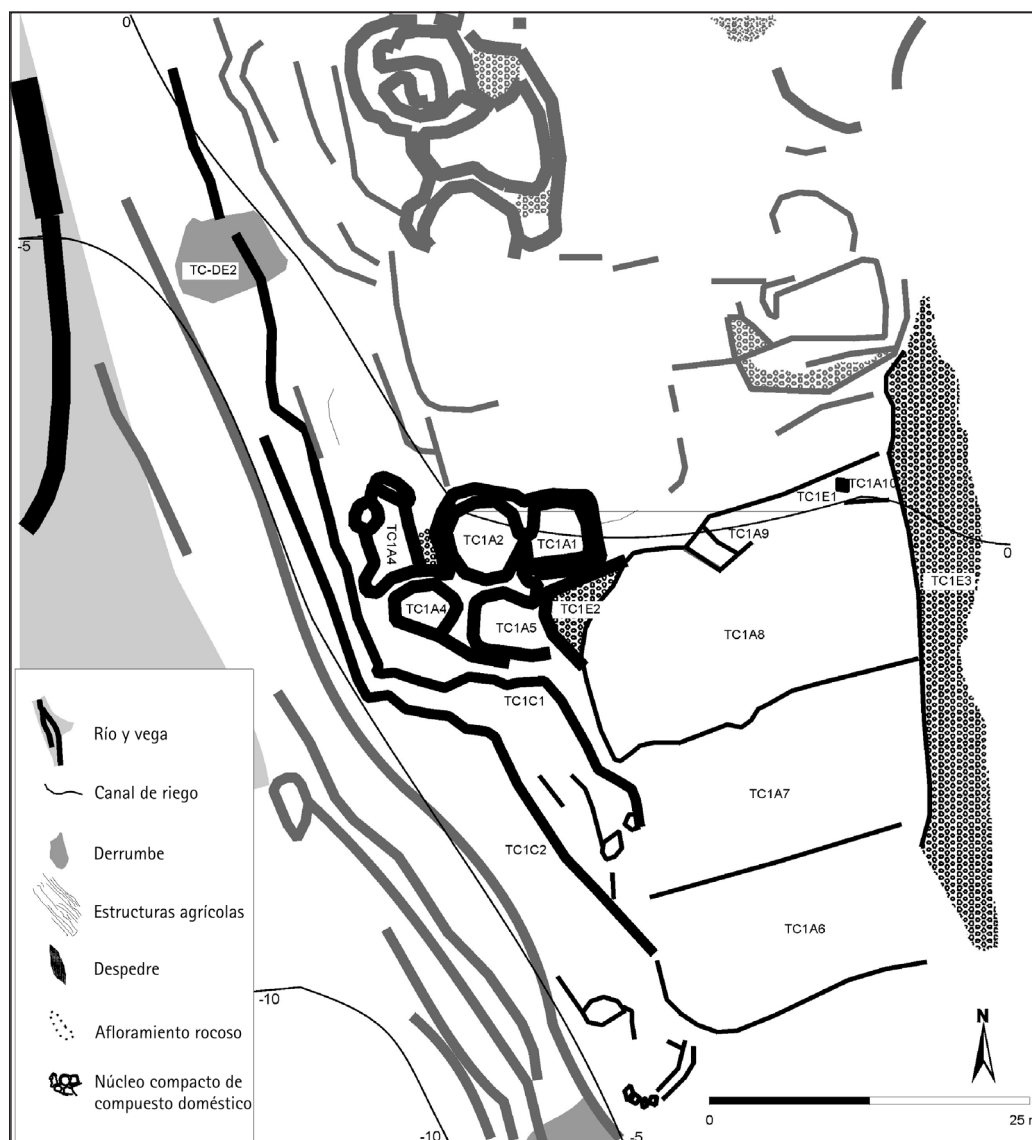 0
-5
TC-DE2
TC1A10
TC1E1
TC1A4
TC1A2
TC1A1
TC1A9
0
TC1E3
TC1A4
TC1E2
TC1A5
TC1A8
TC1C1
TC1A7
TC1C2
TC1A6
Río y vega
Canal de riego
Derrumbe
Estructuras agrícolas
Despedre
Afloramiento rocoso
Núcleo compacto de
compuesto doméstico
-10
-10
-5
N
0
25 m